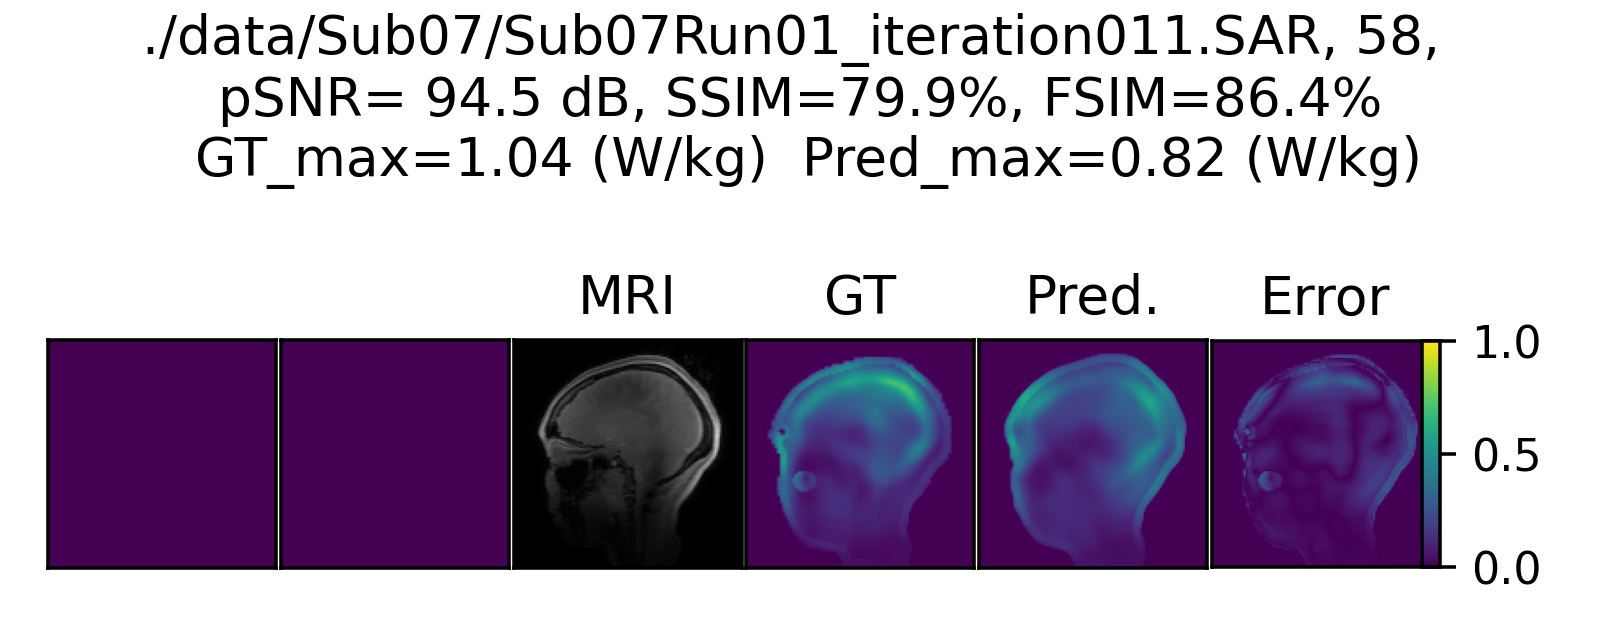 ./data/Sub07/Sub07Run01_iteration011.SAR, 58,
pSNR= 94.5 dB, SSIM=79.9%, FSIM=86.4%
GT_max=1.04 (W/kg)  Pred_max=0.82 (W/kg)
MRI GT Pred. Error
1.0
0.5
0.0